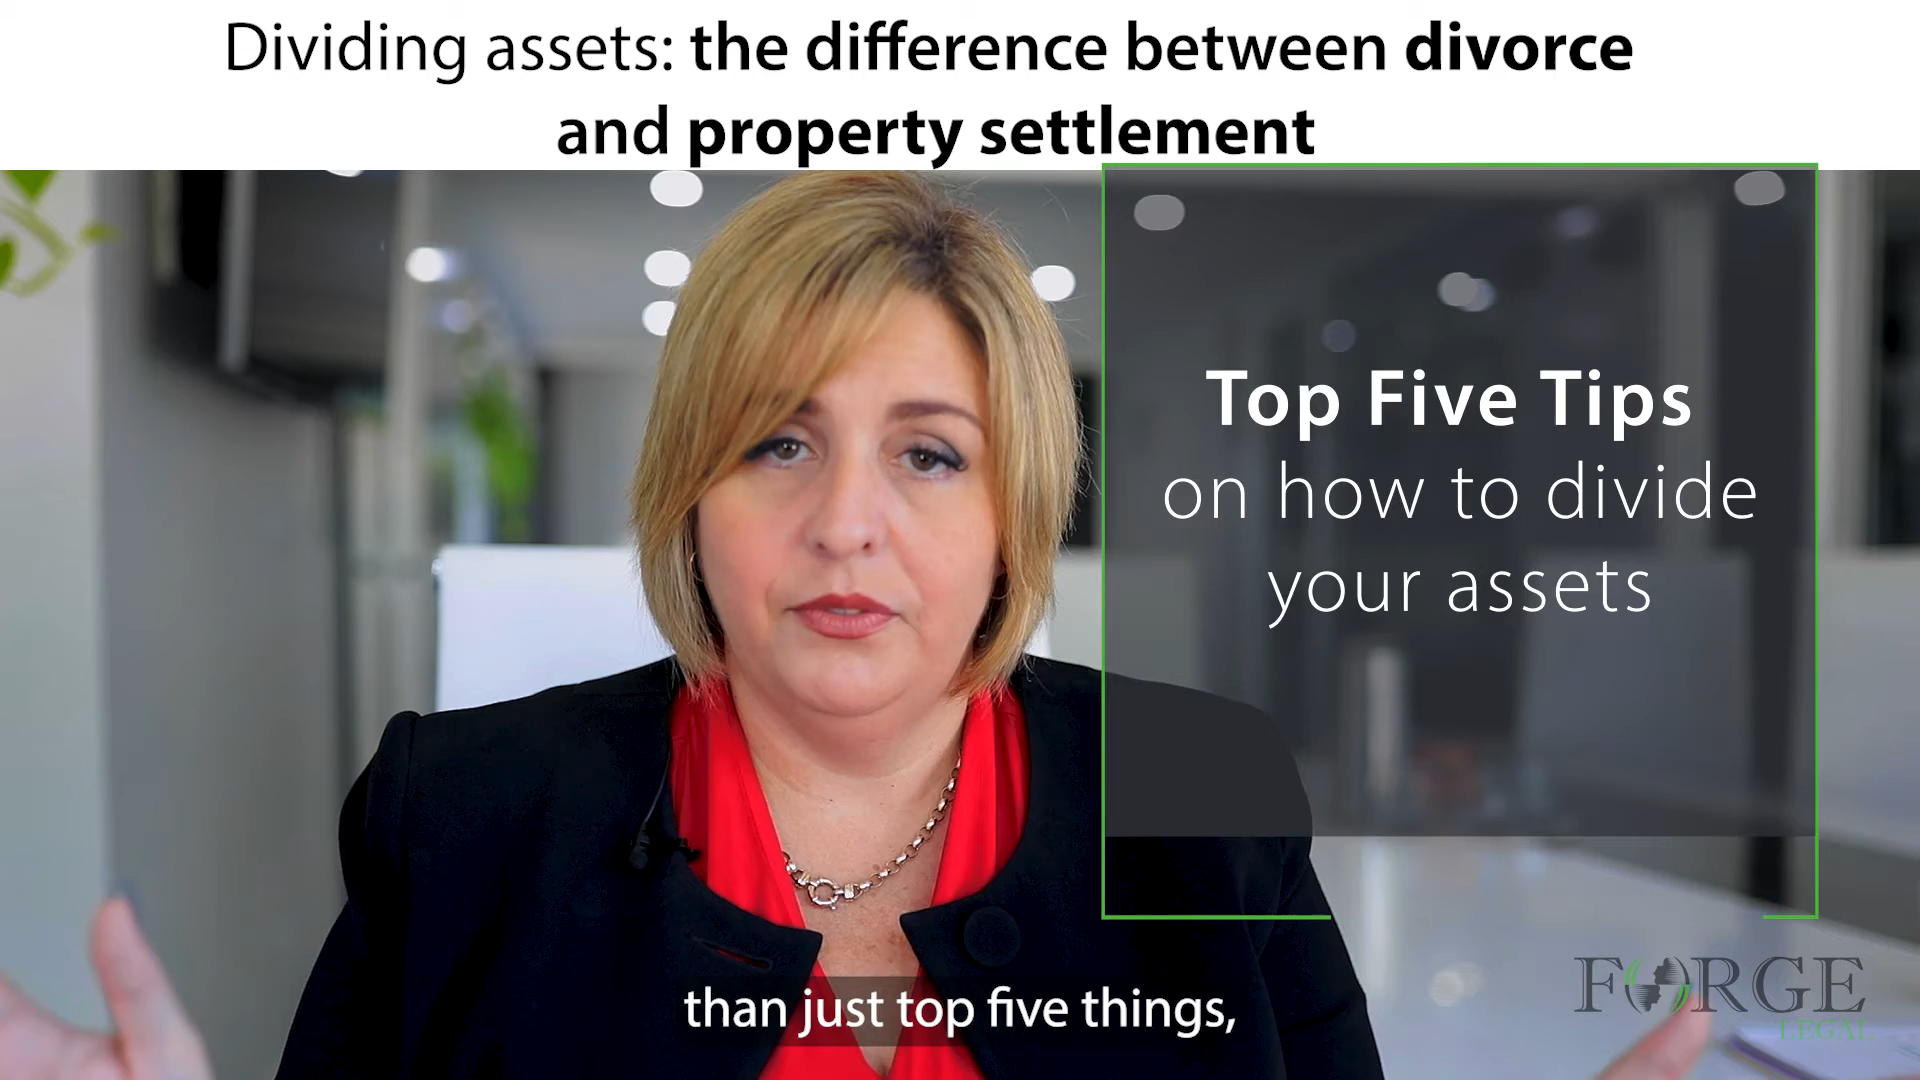 Dividing assets: the difference between divorce
and property settlement
Top Five Tips
on how to divide
your assets
than just top five things,
FORGE
LEGAL